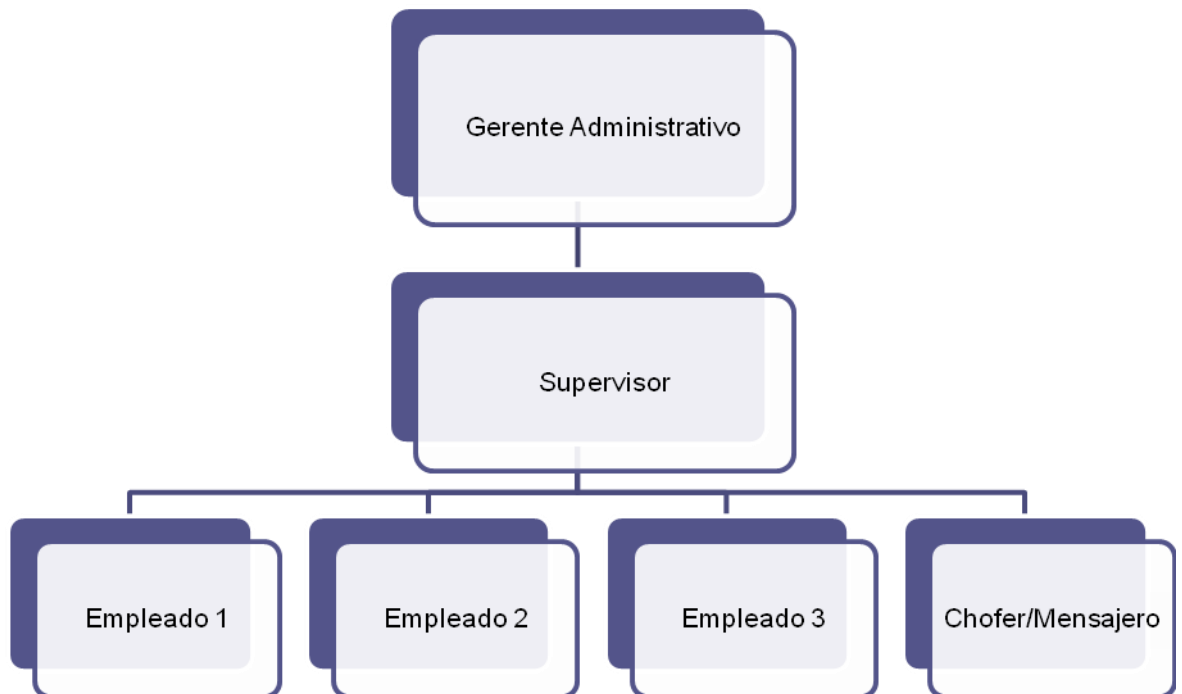 Gerente Administrativo
Supervisor
Empleado 1
Empleado 2
Empleado 3
Chofer/Mensajero